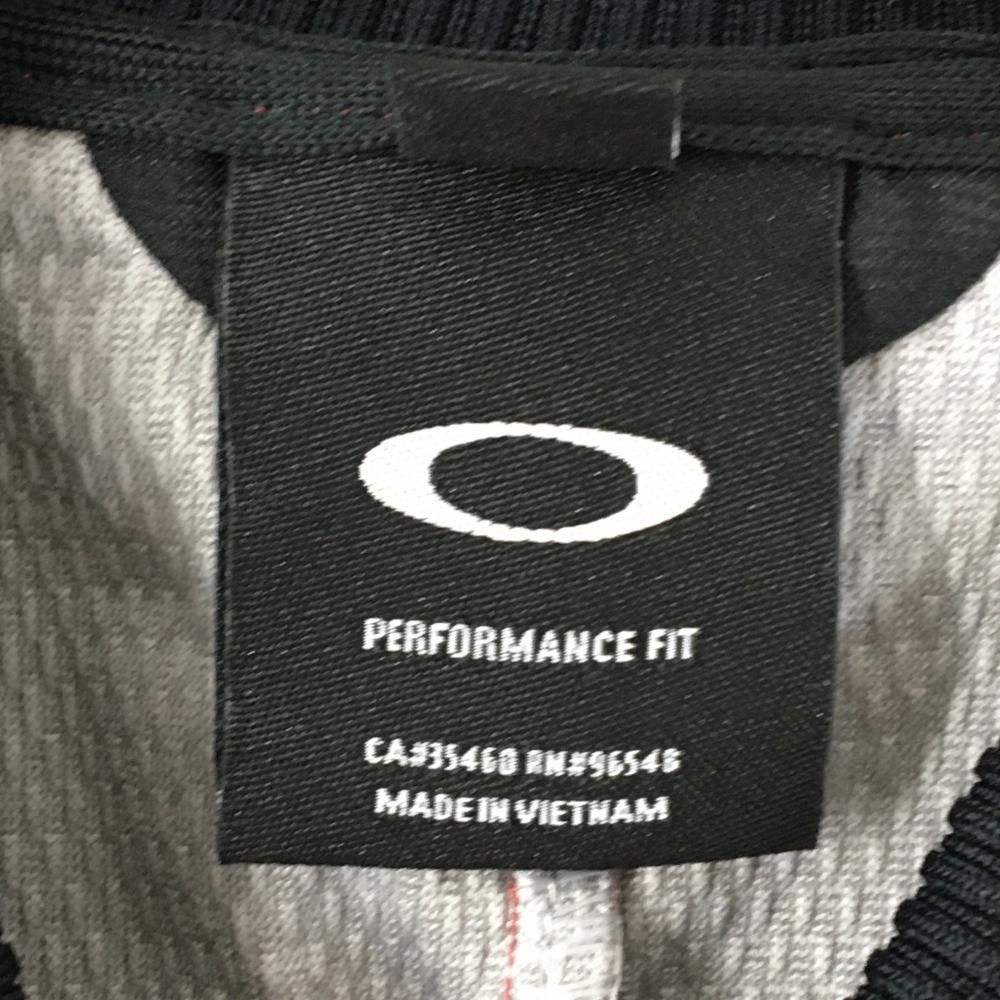 PERFORMANCE FIT
CA#35460 RN#96548
MADE IN VIETNAM